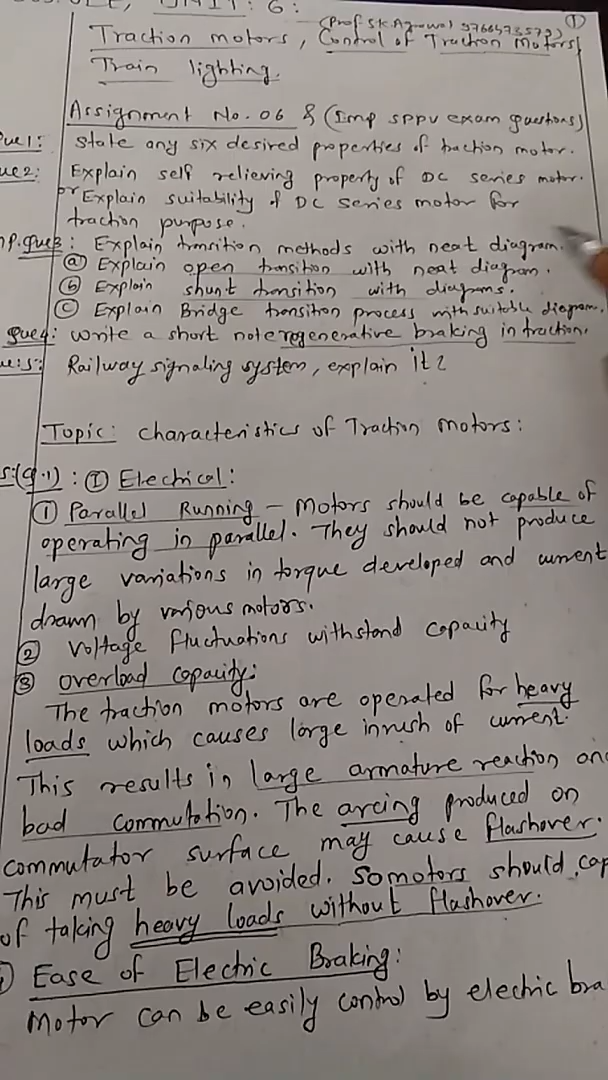 UNIT: 6:
(Prof S.K. Agrawal
①
Traction motors, Control of Traction Motors,
Train lighting.
Assignment No. 06 & (Imp SPPU exam questions)
Que1: State any six desired properties of traction motor.
ue2: Explain self relieving property of DC series motor.
or Explain suitability of DC series motor for
traction purpose.
p. Que3: Explain transition methods with neat diagram.
ⓐ Explain open transition with neat diagram.
ⓑ Explain shunt transition with diagrams.
ⓒ Explain Bridge transition process with suitable diagram.
Que4: Write a short note regenerative braking in traction.
ue:5: Railway signaling system, explain it?
Topic: Characteristics of Traction Motors:
s:(Q.1): Ⓘ Electrical:
① Parallel Running - Motors should be capable of
operating in parallel. They should not produce
large variations in torque developed and current
drawn by various motors.
② Voltage fluctuations withstand capacity
③ Overload Capacity:
The traction motors are operated for heavy
loads which causes large inrush of current.
This results in large armature reaction and
bad commutation. The arcing produced on
commutator surface may cause flashover.
This must be avoided. So motors should cap
of taking heavy loads without flashover.
Ease of Electric Braking:
Motor can be easily control by electric bra